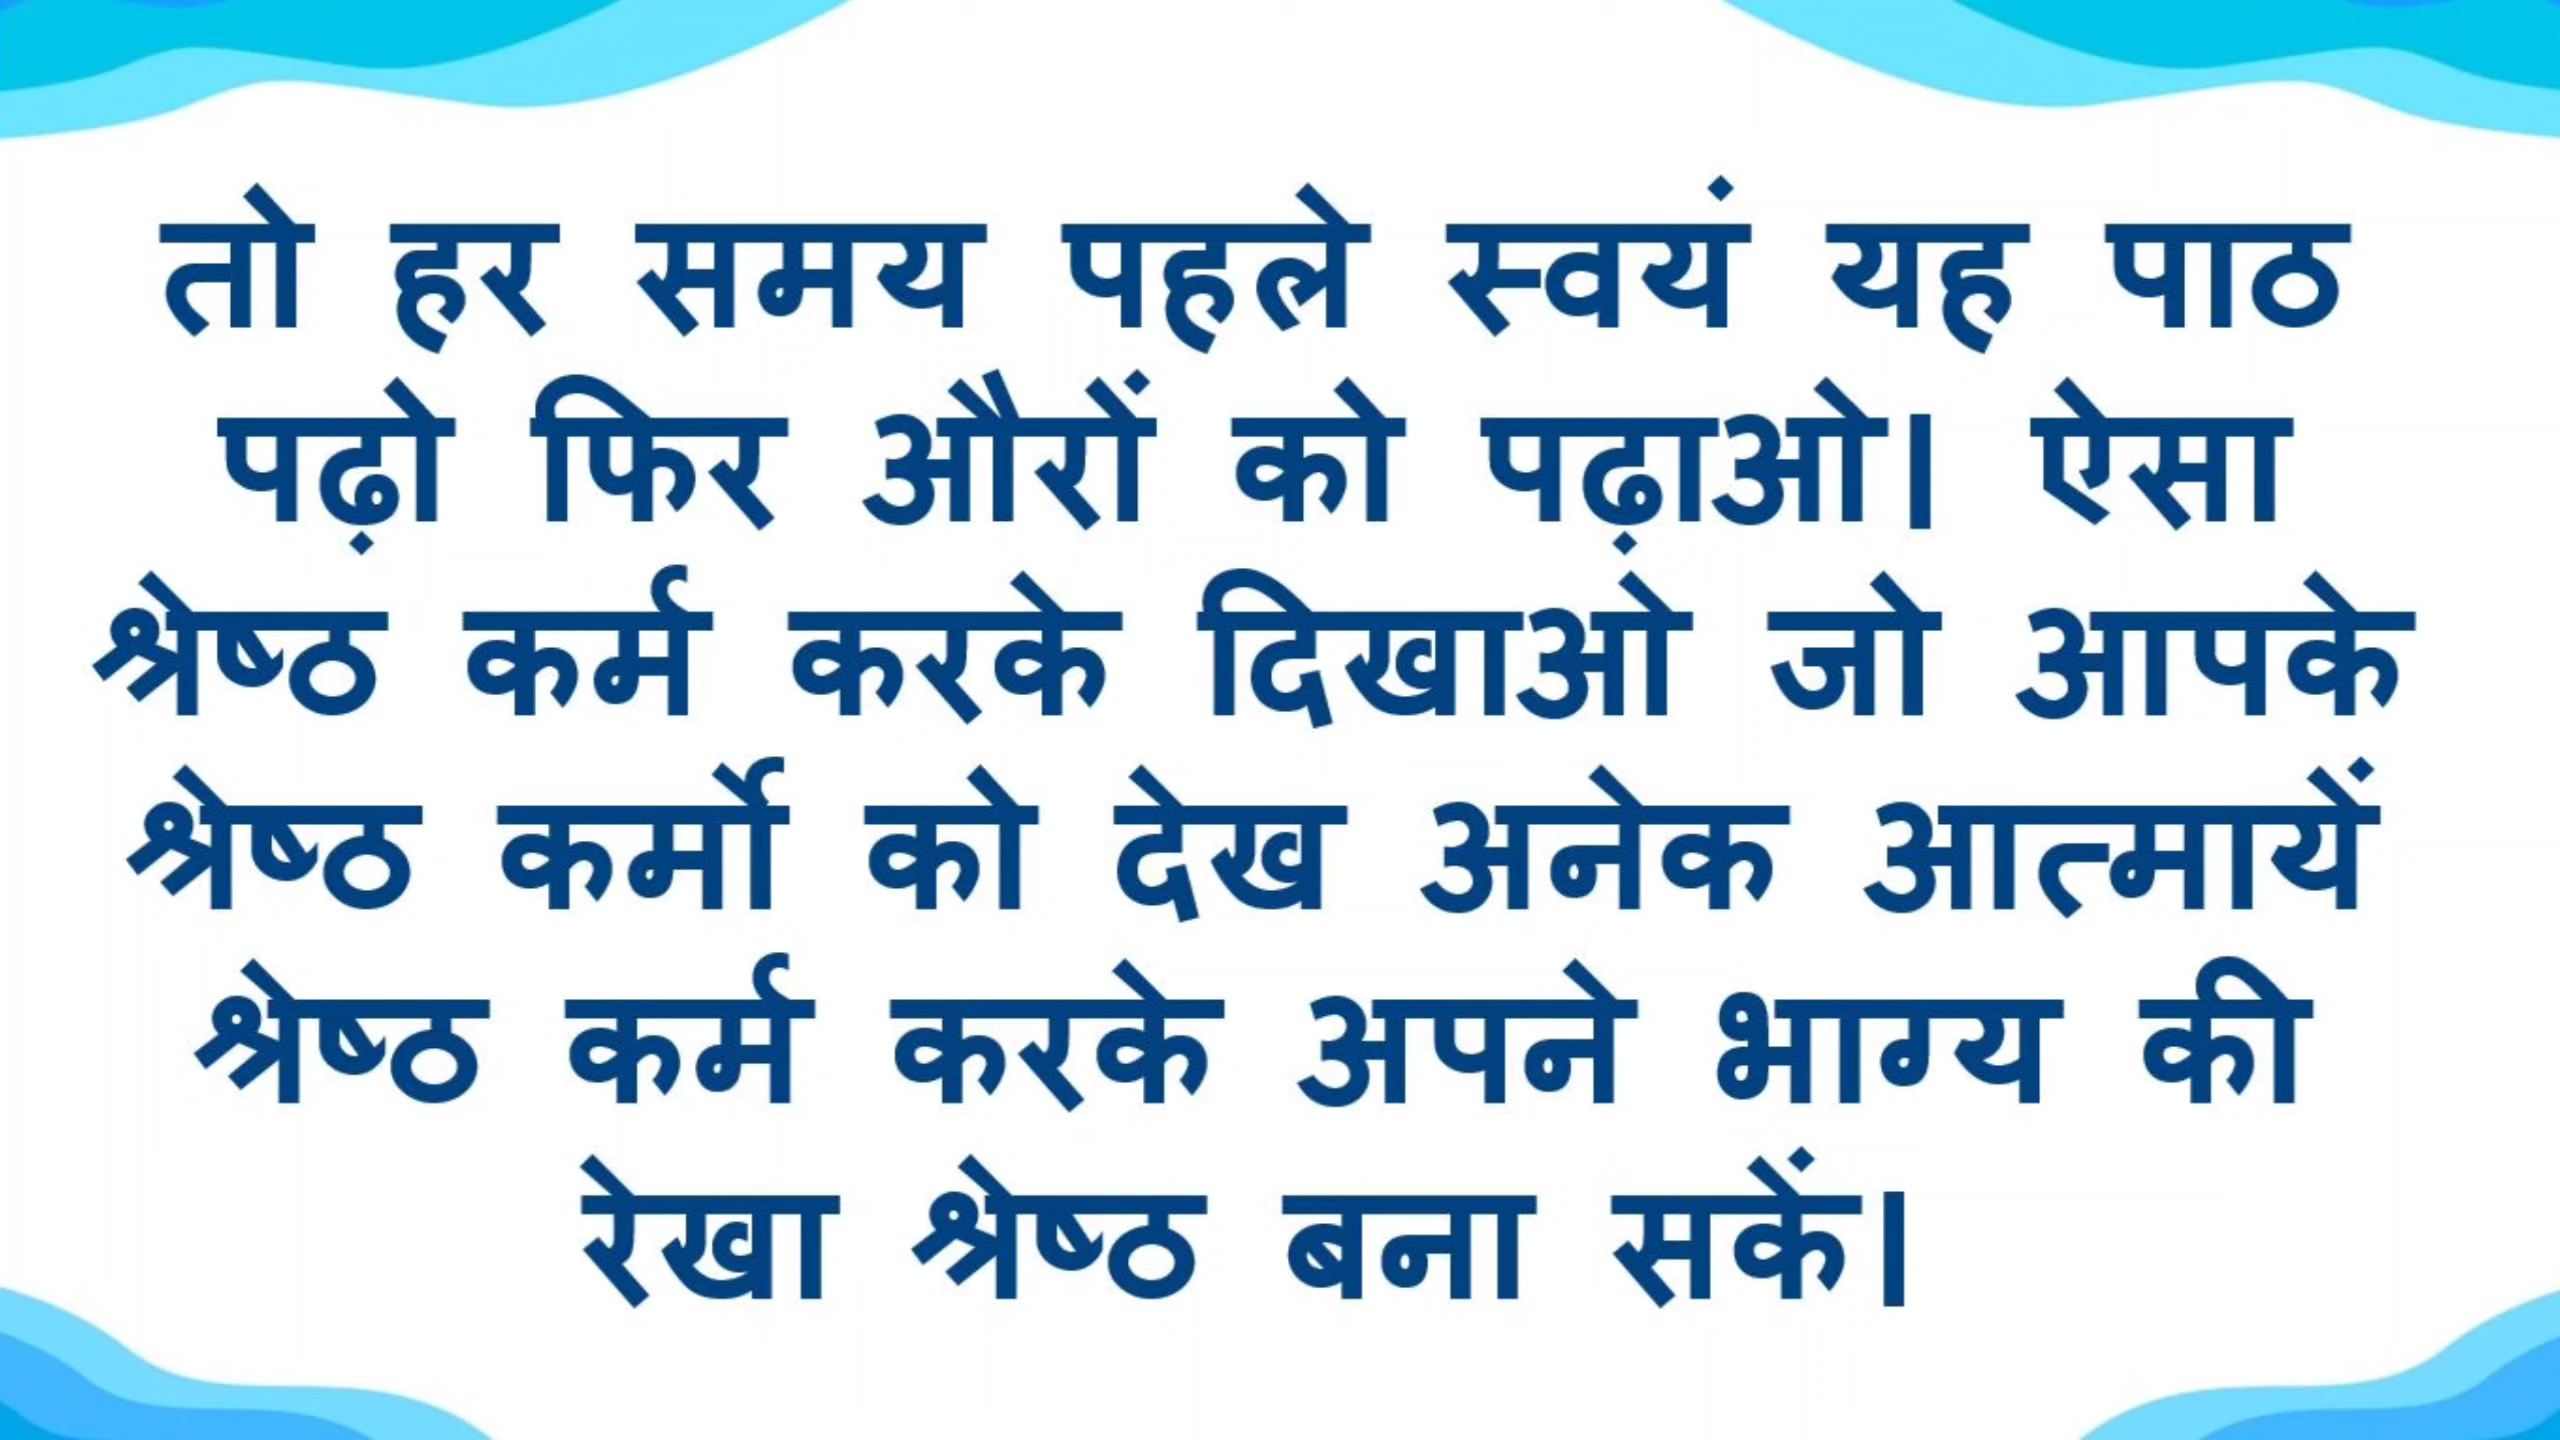 तो हर समय पहले स्वयं यह पाठ
पढ़ो फिर औरों को पढ़ाओ। ऐसा
श्रेष्ठ कर्म करके दिखाओ जो आपके
श्रेष्ठ कर्मो को देख अनेक आत्मायें
श्रेष्ठ कर्म करके अपने भाग्य की
रेखा श्रेष्ठ बना सकें।